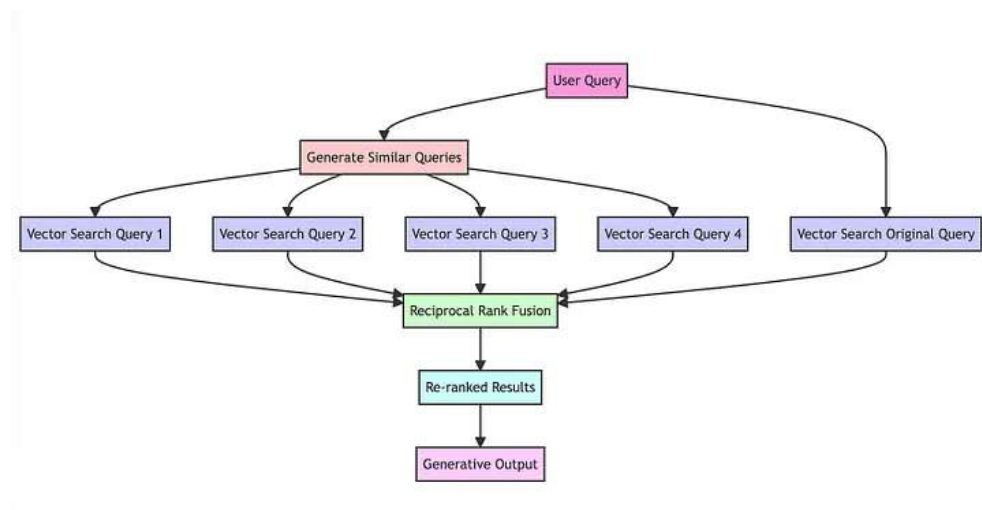 User Query
Generate Similar Queries
Vector Search Query 1
Vector Search Query 2
Vector Search Query 3
Vector Search Query 4
Vector Search Original Query
Reciprocal Rank Fusion
Re-ranked Results
Generative Output